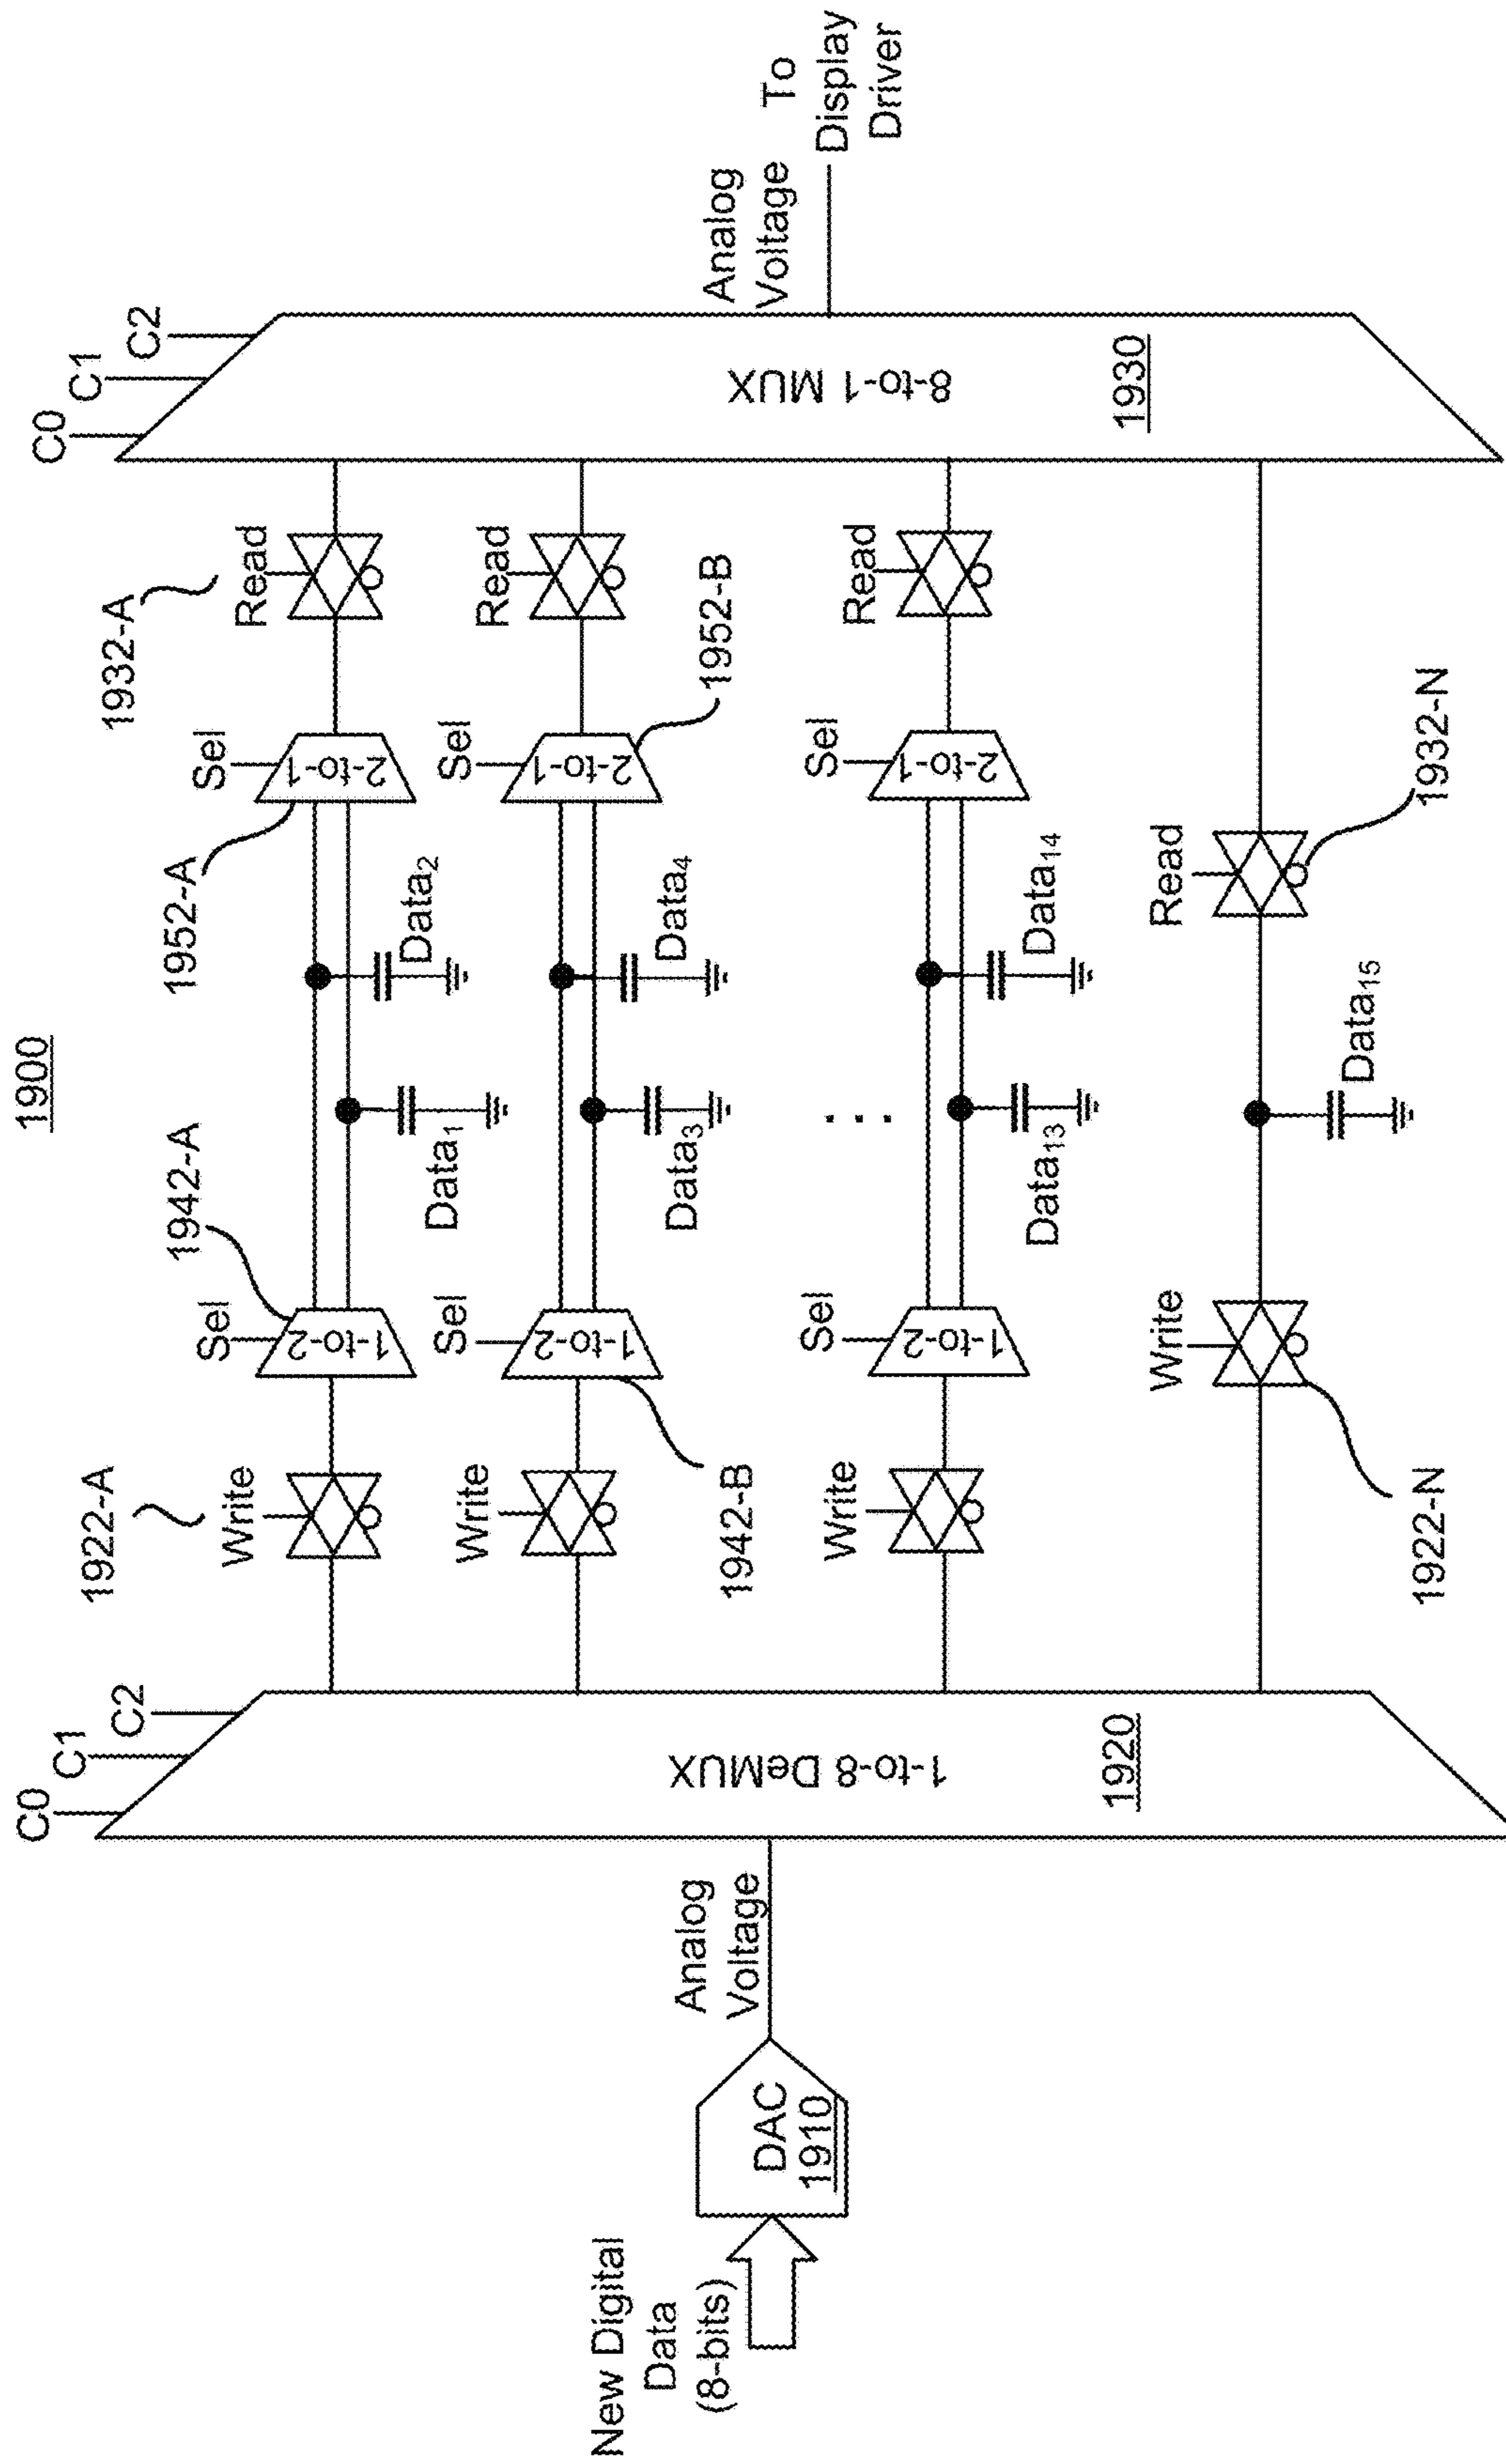 1900
New Digital
Data
(8-bits)
DAC
1910
Analog
Voltage
C0
C1
C2
1-to-8 DeMUX
1920
1922-A
Write
Sel
1942-A
1-to-2
Data₁
Data₂
1952-A
Sel
2-to-1
1932-A
Read
Write
Sel
1-to-2
1942-B
Data₃
Data₄
Sel
2-to-1
1952-B
Read
Write
Sel
1-to-2
. . .
Data₁₃
Data₁₄
Sel
2-to-1
Read
Write
1922-N
Data₁₅
Read
1932-N
C0
C1
C2
8-to-1 MUX
1930
Analog
Voltage
To
Display
Driver